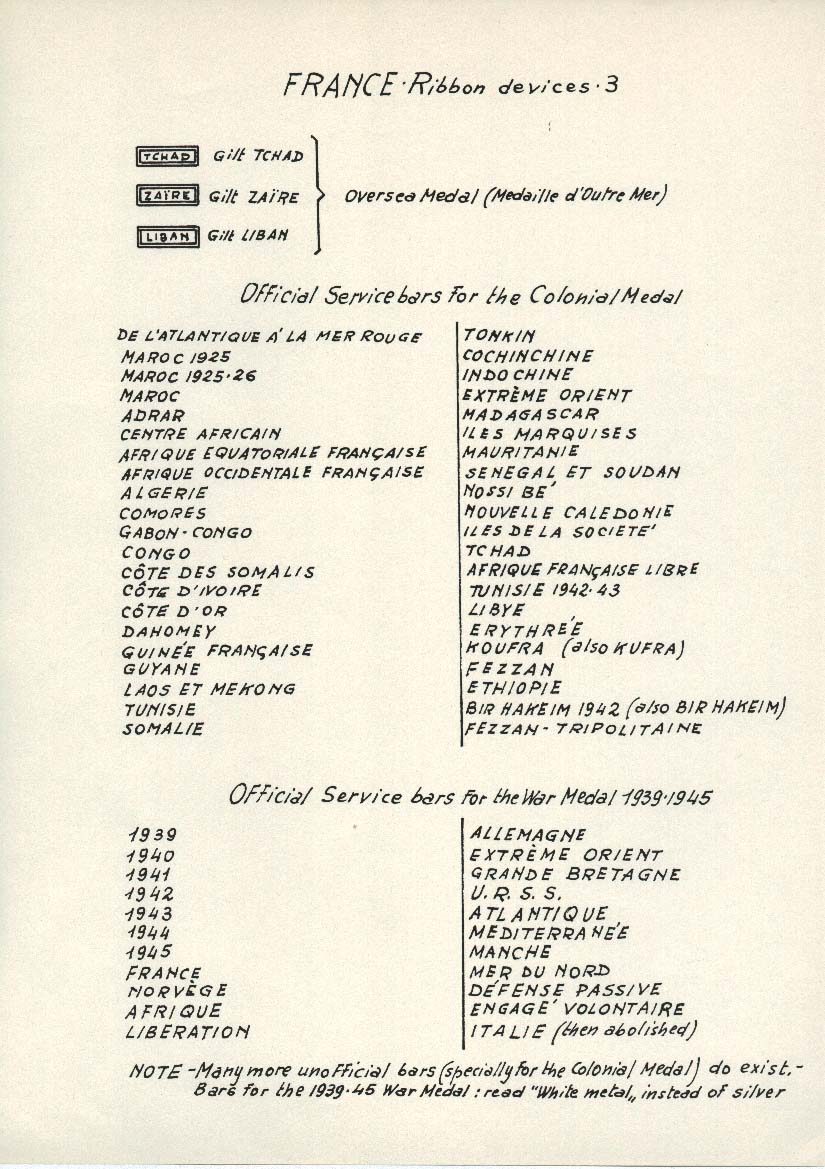 FRANCE·Ribbon devices·3
TCHAD Gilt TCHAD
ZAÏRE Gilt ZAÏRE
Oversea Medal (Medaille d'Outre Mer)
LIBAN Gilt LIBAN
Official Service bars for the Colonial Medal
DE L'ATLANTIQUE A' LA MER ROUGE
MAROC 1925
MAROC 1925·26
MAROC
ADRAR
CENTRE AFRICAIN
AFRIQUE EQUATORIALE FRANÇAISE
AFRIQUE OCCIDENTALE FRANÇAISE
ALGERIE
COMORES
GABON-CONGO
CONGO
CÔTE DES SOMALIS
CÔTE D'IVOIRE
CÔTE D'OR
DAHOMEY
GUINÉE FRANÇAISE
GUYANE
LAOS ET MEKONG
TUNISIE
SOMALIE
TONKIN
COCHINCHINE
INDOCHINE
EXTRÈME ORIENT
MADAGASCAR
ILES MARQUISES
MAURITANIE
SENEGAL ET SOUDAN
NOSSI BE'
NOUVELLE CALEDONIE
ILES DE LA SOCIETE'
TCHAD
AFRIQUE FRANÇAISE LIBRE
TUNISIE 1942·43
LIBYE
ERYTHRÉE
KOUFRA (also KUFRA)
FEZZAN
ETHIOPIE
BIR HAKEIM 1942 (also BIR HAKEIM)
FEZZAN-TRIPOLITAINE
Official Service bars for the War Medal 1939·1945
1939
1940
1941
1942
1943
1944
1945
FRANCE
NORVÈGE
AFRIQUE
LIBERATION
ALLEMAGNE
EXTRÈME ORIENT
GRANDE BRETAGNE
U.R.S.S.
ATLANTIQUE
MEDITERRANÉE
MANCHE
MER DU NORD
DÉFENSE PASSIVE
ENGAGE' VOLONTAIRE
ITALIE (then abolished)
NOTE-Many more unofficial bars (specially for the Colonial Medal) do exist.-
Bars for the 1939·45 War Medal: read "White metal„ instead of silver